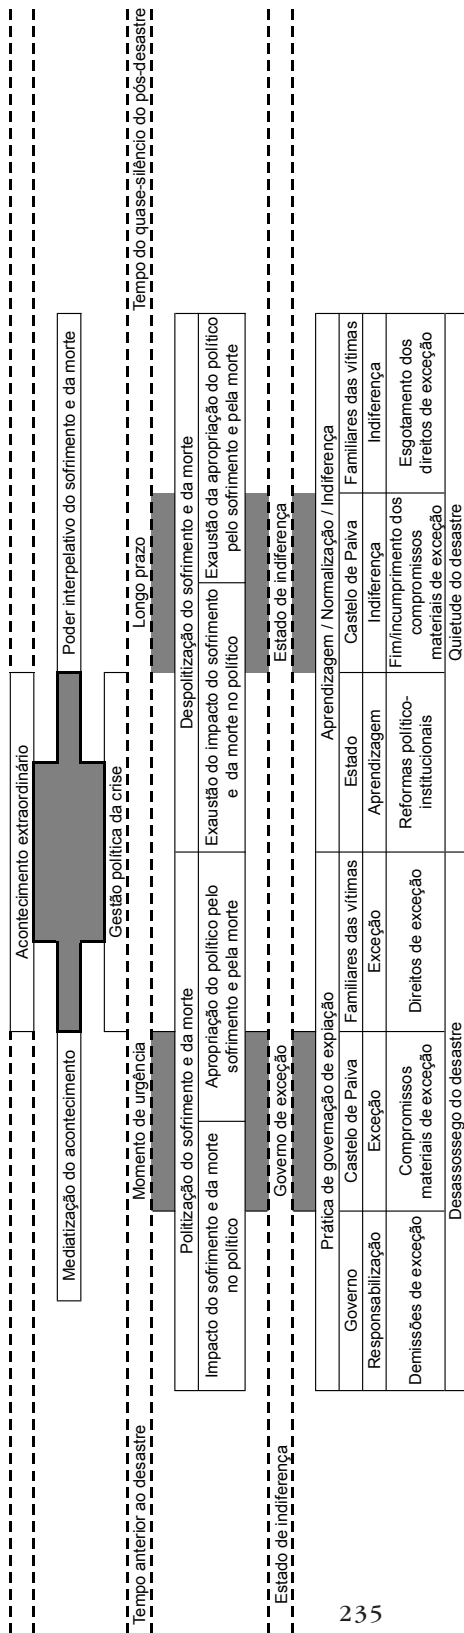 Acontecimento extraordinário
Mediatização do acontecimento
Poder interpelativo do sofrimento e da morte
Gestão política da crise
Tempo anterior ao desastre
Momento de urgência
Longo prazo
Tempo do quase-silêncio do pós-desastre
Politização do sofrimento e da morte
Despolitização do sofrimento e da morte
Impacto do sofrimento e da morte
no político
Apropriação do político pelo
sofrimento e pela morte
Exaustão do impacto do sofrimento
e da morte no político
Exaustão da apropriação do político
pelo sofrimento e pela morte
Estado de indiferença
Governo de exceção
Estado de indiferença
Prática de governação de expiação
Aprendizagem / Normalização / Indiferença
Governo
Castelo de Paiva
Familiares das vítimas
Estado
Castelo de Paiva
Familiares das vítimas
Responsabilização
Exceção
Exceção
Aprendizagem
Indiferença
Indiferença
Demissões de exceção
Compromissos
materiais de exceção
Direitos de exceção
Reformas político-
institucionais
Fim/incumprimento dos
compromissos
materiais de exceção
Esgotamento dos
direitos de exceção
Desassossego do desastre
Quietude do desastre
235